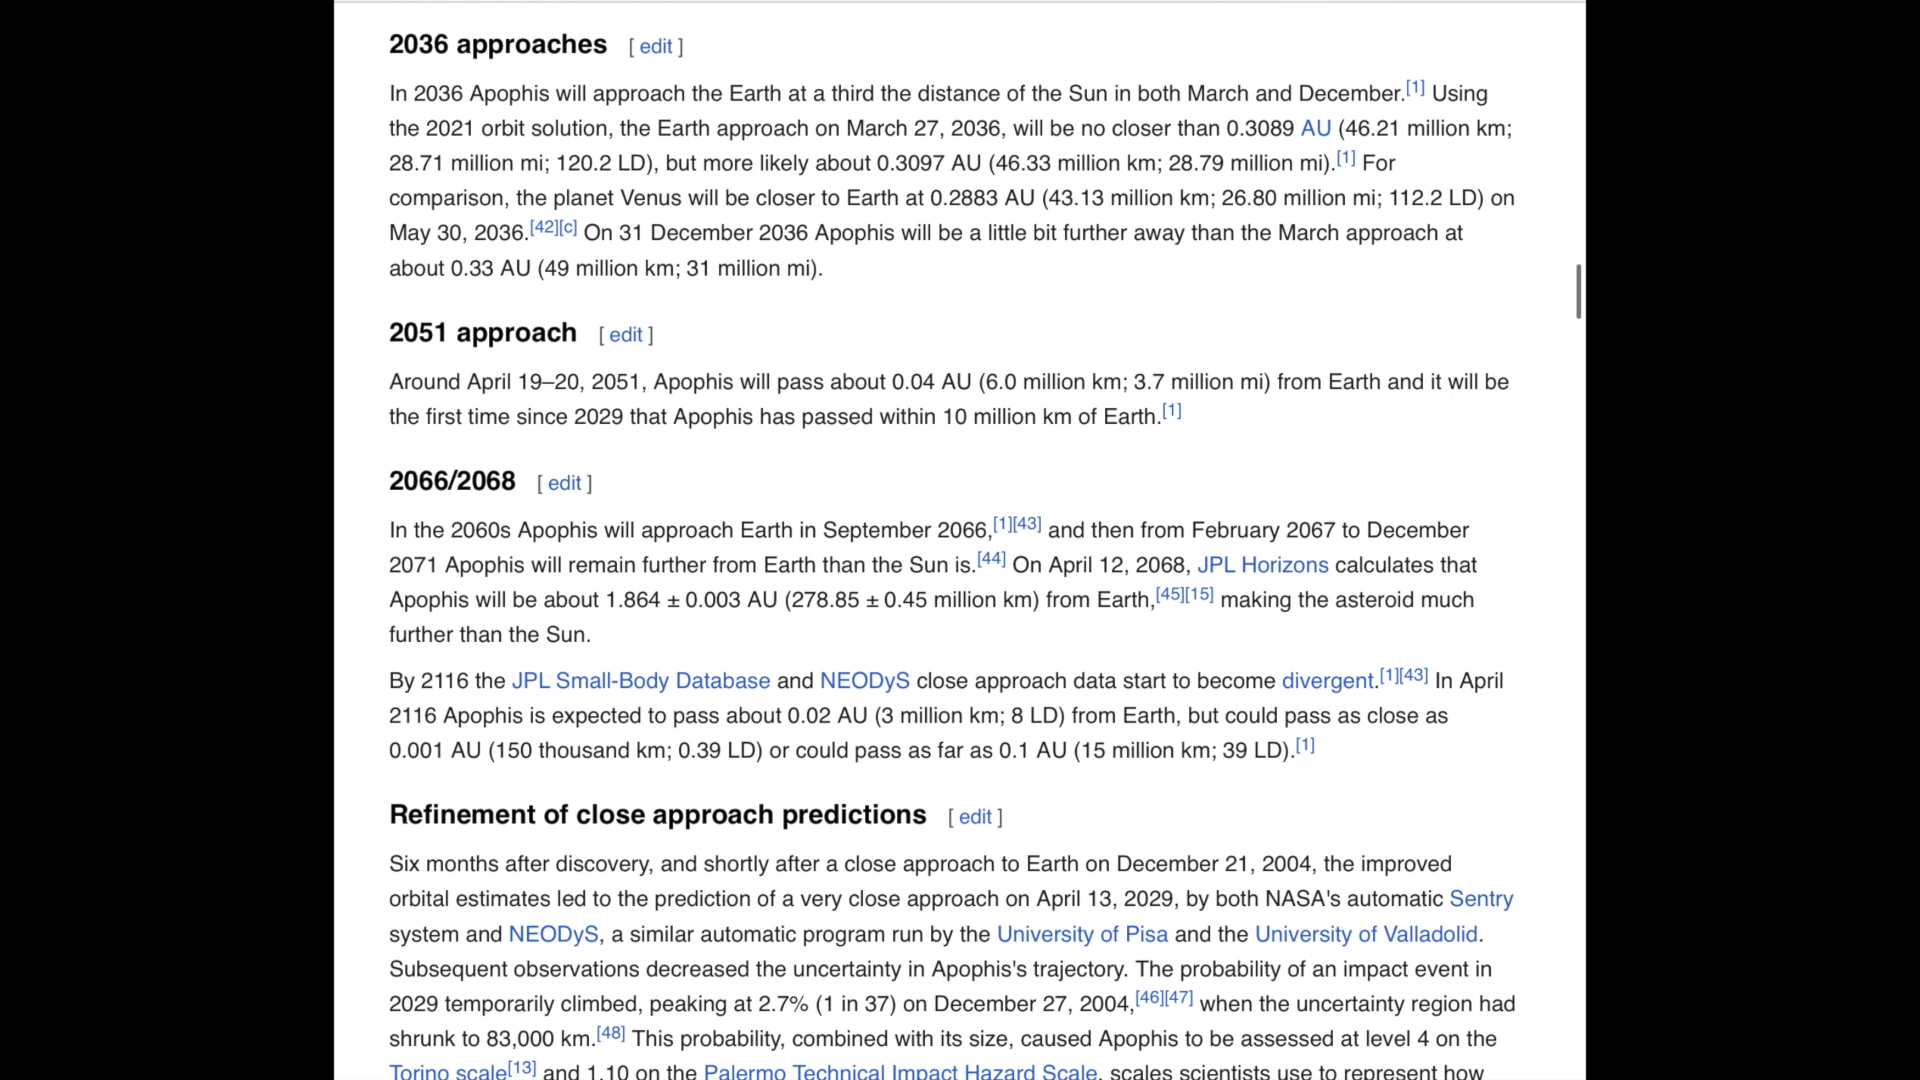 2036 approaches [ edit ]
In 2036 Apophis will approach the Earth at a third the distance of the Sun in both March and December.[1] Using
the 2021 orbit solution, the Earth approach on March 27, 2036, will be no closer than 0.3089 AU (46.21 million km;
28.71 million mi; 120.2 LD), but more likely about 0.3097 AU (46.33 million km; 28.79 million mi).[1] For
comparison, the planet Venus will be closer to Earth at 0.2883 AU (43.13 million km; 26.80 million mi; 112.2 LD) on
May 30, 2036.[42][c] On 31 December 2036 Apophis will be a little bit further away than the March approach at
about 0.33 AU (49 million km; 31 million mi).
2051 approach [ edit ]
Around April 19–20, 2051, Apophis will pass about 0.04 AU (6.0 million km; 3.7 million mi) from Earth and it will be
the first time since 2029 that Apophis has passed within 10 million km of Earth.[1]
2066/2068 [ edit ]
In the 2060s Apophis will approach Earth in September 2066,[1][43] and then from February 2067 to December
2071 Apophis will remain further from Earth than the Sun is.[44] On April 12, 2068, JPL Horizons calculates that
Apophis will be about 1.864 ± 0.003 AU (278.85 ± 0.45 million km) from Earth,[45][15] making the asteroid much
further than the Sun.
By 2116 the JPL Small-Body Database and NEODyS close approach data start to become divergent.[1][43] In April
2116 Apophis is expected to pass about 0.02 AU (3 million km; 8 LD) from Earth, but could pass as close as
0.001 AU (150 thousand km; 0.39 LD) or could pass as far as 0.1 AU (15 million km; 39 LD).[1]
Refinement of close approach predictions [ edit ]
Six months after discovery, and shortly after a close approach to Earth on December 21, 2004, the improved
orbital estimates led to the prediction of a very close approach on April 13, 2029, by both NASA's automatic Sentry
system and NEODyS, a similar automatic program run by the University of Pisa and the University of Valladolid.
Subsequent observations decreased the uncertainty in Apophis's trajectory. The probability of an impact event in
2029 temporarily climbed, peaking at 2.7% (1 in 37) on December 27, 2004,[46][47] when the uncertainty region had
shrunk to 83,000 km.[48] This probability, combined with its size, caused Apophis to be assessed at level 4 on the
Torino scale[13] and 1.10 on the Palermo Technical Impact Hazard Scale, scales scientists use to represent how